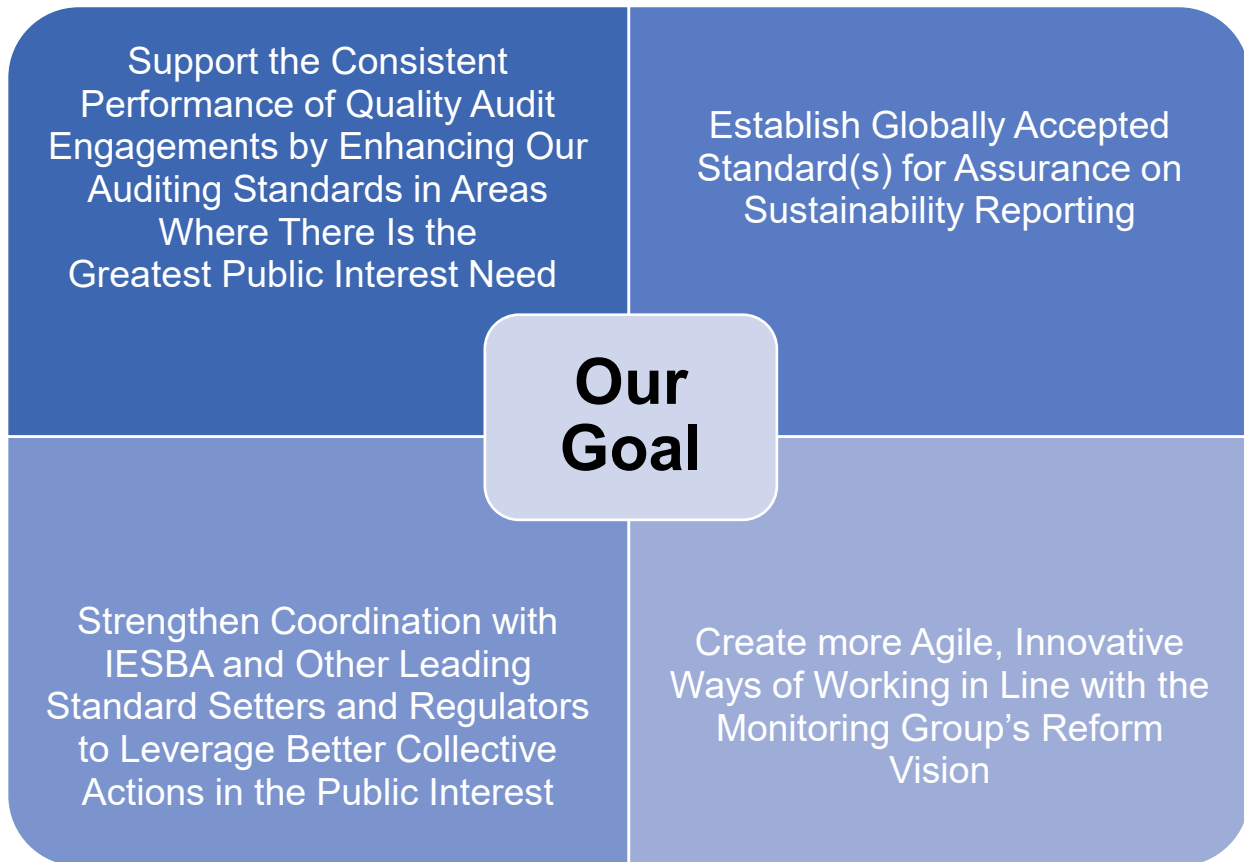 Support the Consistent
Performance of Quality Audit
Engagements by Enhancing Our
Auditing Standards in Areas
Where There Is the
Greatest Public Interest Need
Establish Globally Accepted
Standard(s) for Assurance on
Sustainability Reporting
Our
Goal
Strengthen Coordination with
IESBA and Other Leading
Standard Setters and Regulators
to Leverage Better Collective
Actions in the Public Interest
Create more Agile, Innovative
Ways of Working in Line with the
Monitoring Group's Reform
Vision